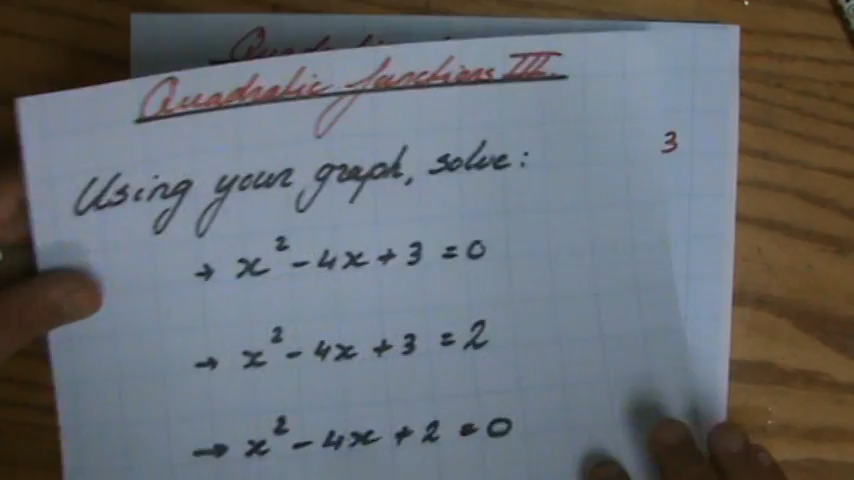 Quadratic functions III.
3
Using your graph, solve:
→ x² - 4x + 3 = 0
→ x² - 4x + 3 = 2
→ x² - 4x + 2 = 0